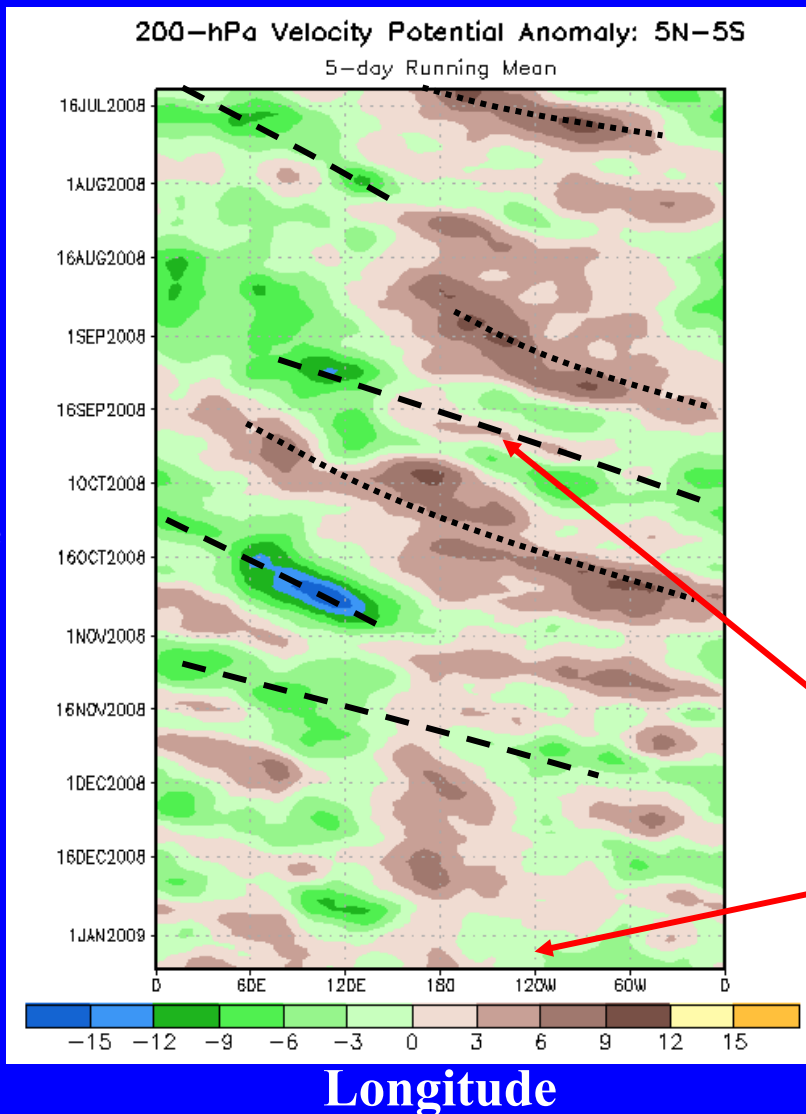 200-hPa Velocity Potential Anomaly: 5N-5S
5-day Running Mean
16JUL2008
1AUG2008
16AUG2008
1SEP2008
16SEP2008
1OCT2008
16OCT2008
1NOV2008
16NOV2008
1DEC2008
16DEC2008
1JAN2009
0 60E 120E 180 120W 60W 0
-15 -12 -9 -6 -3 0 3 6 9 12 15
Longitude